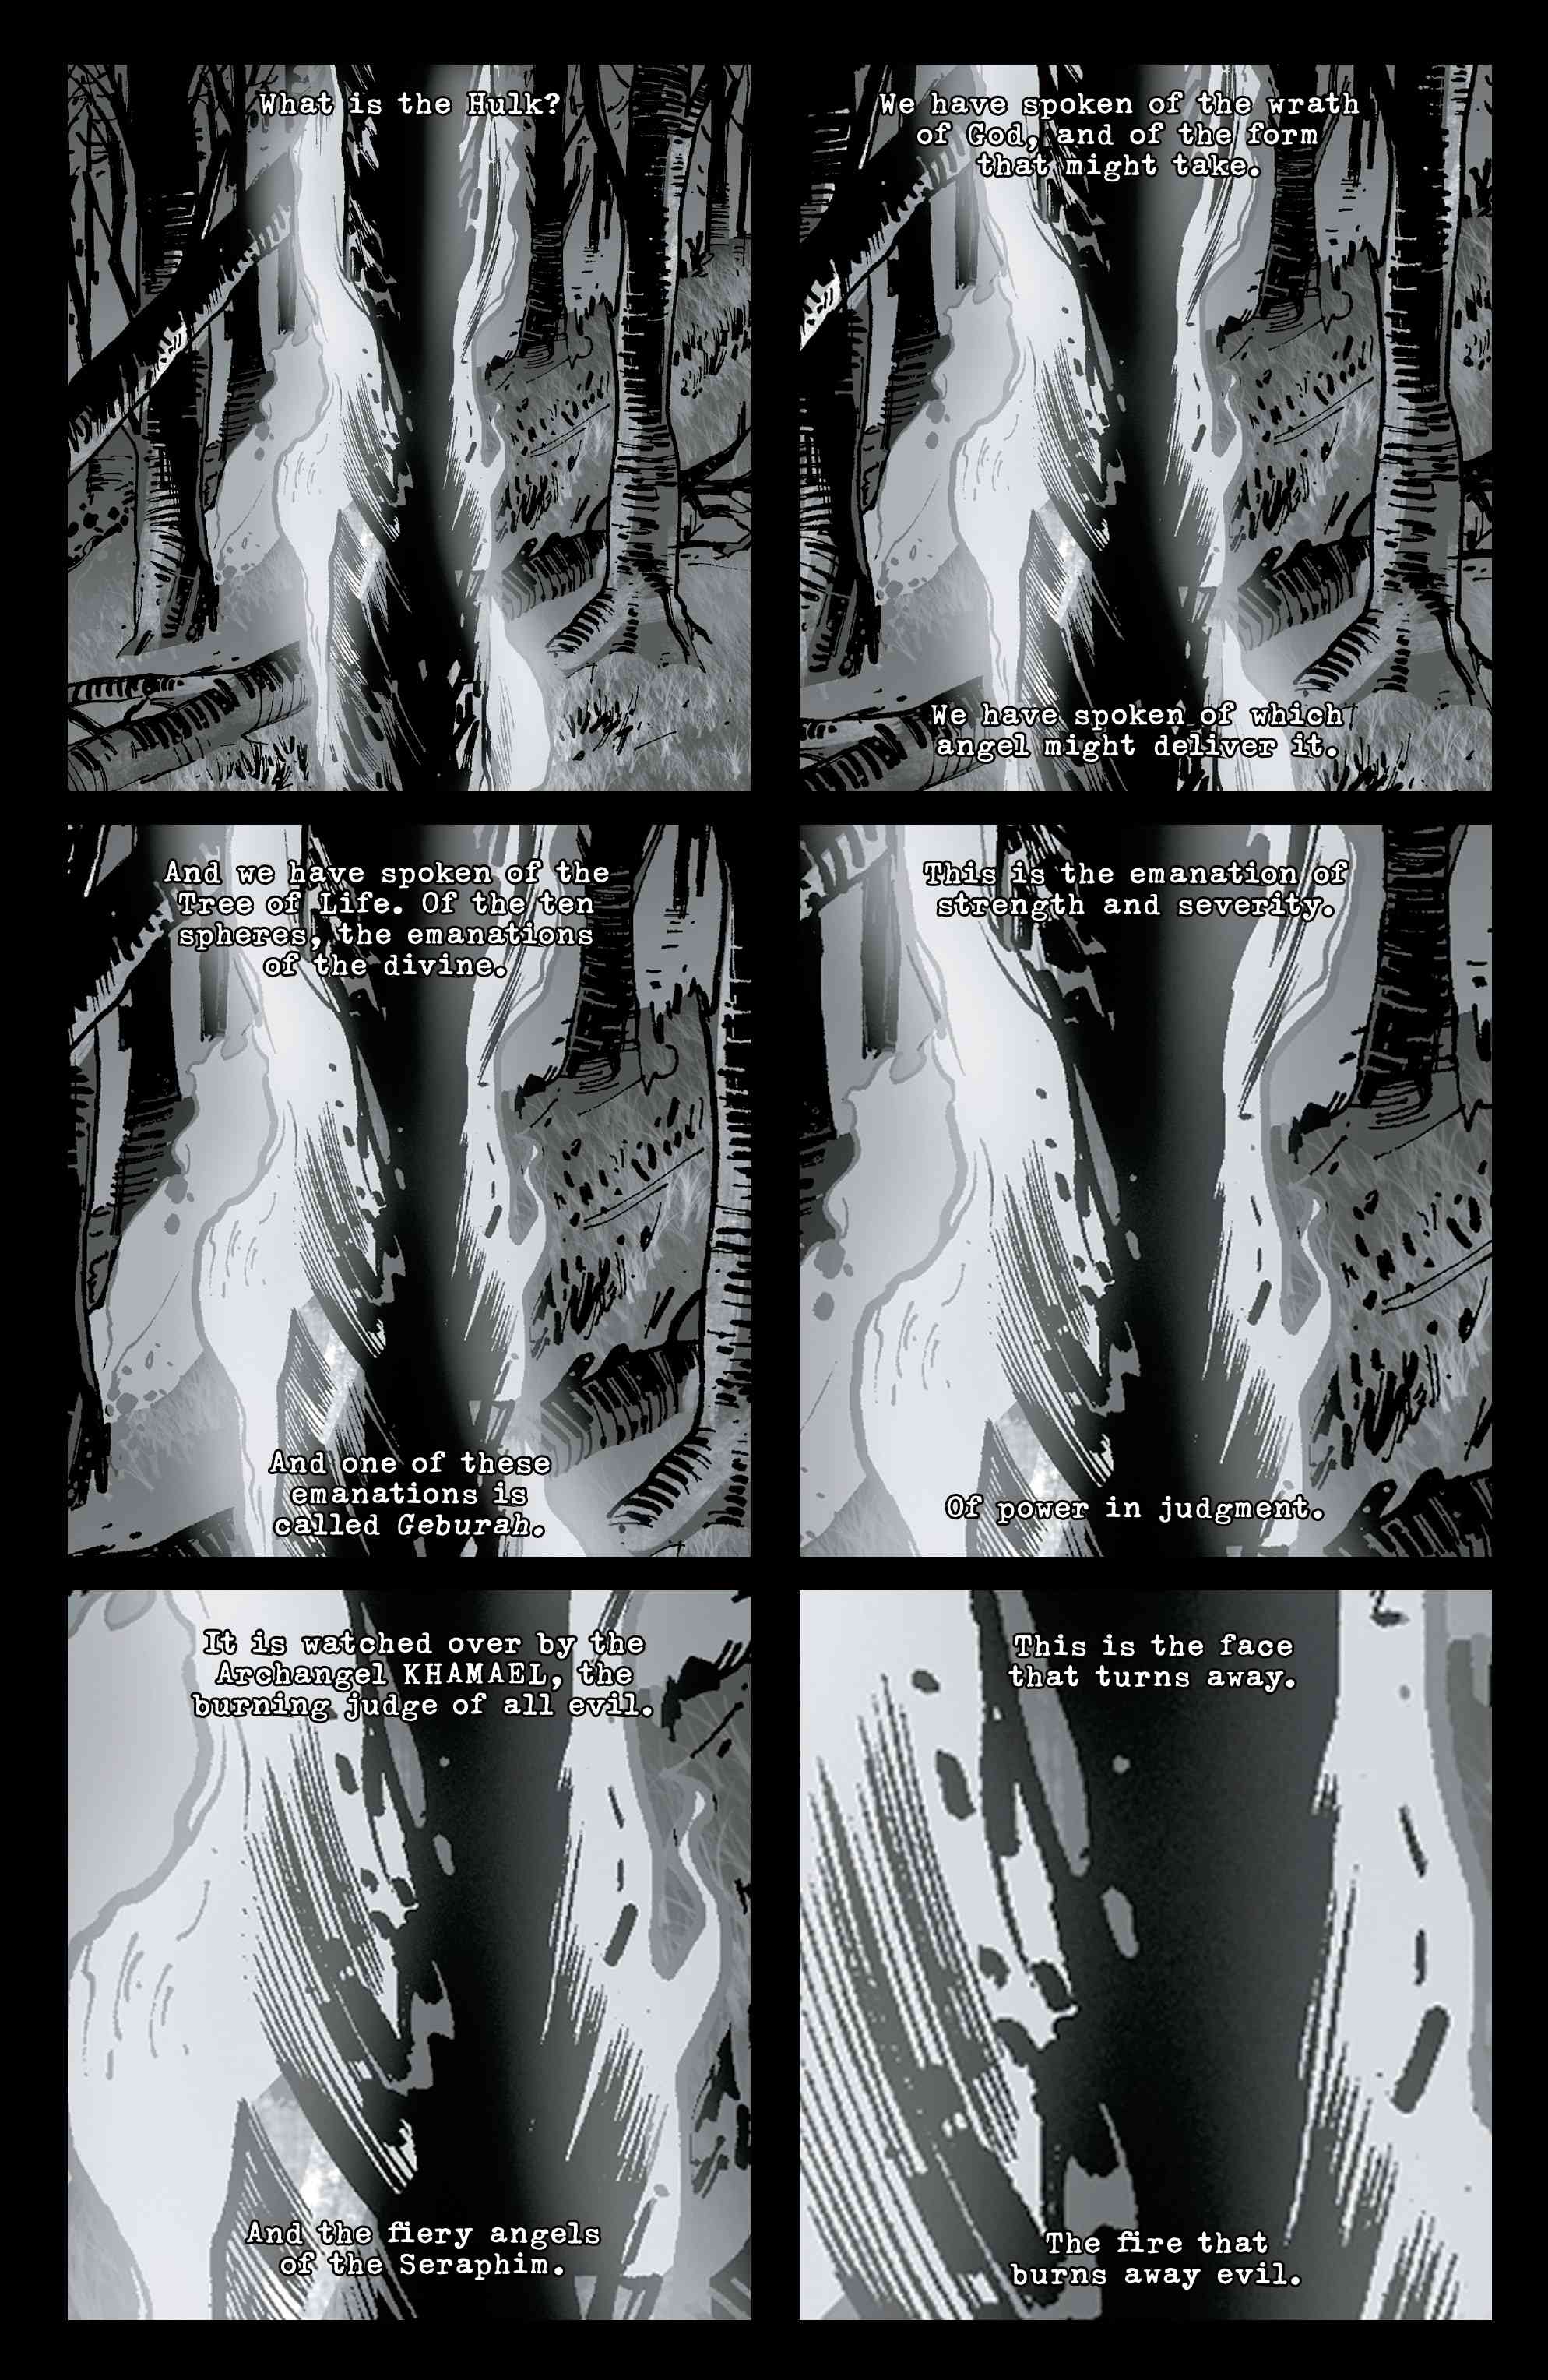 What is the Hulk?
We have spoken of the wrath
of God, and of the form
that might take.
We have spoken of which
angel might deliver it.
And we have spoken of the
Tree of Life. Of the ten
spheres, the emanations
of the divine.
And one of these
emanations is
called Geburah.
This is the emanation of
strength and severity.
Of power in judgment.
It is watched over by the
Archangel KHAMAEL, the
burning judge of all evil.
And the fiery angels
of the Seraphim.
This is the face
that turns away.
The fire that
burns away evil.